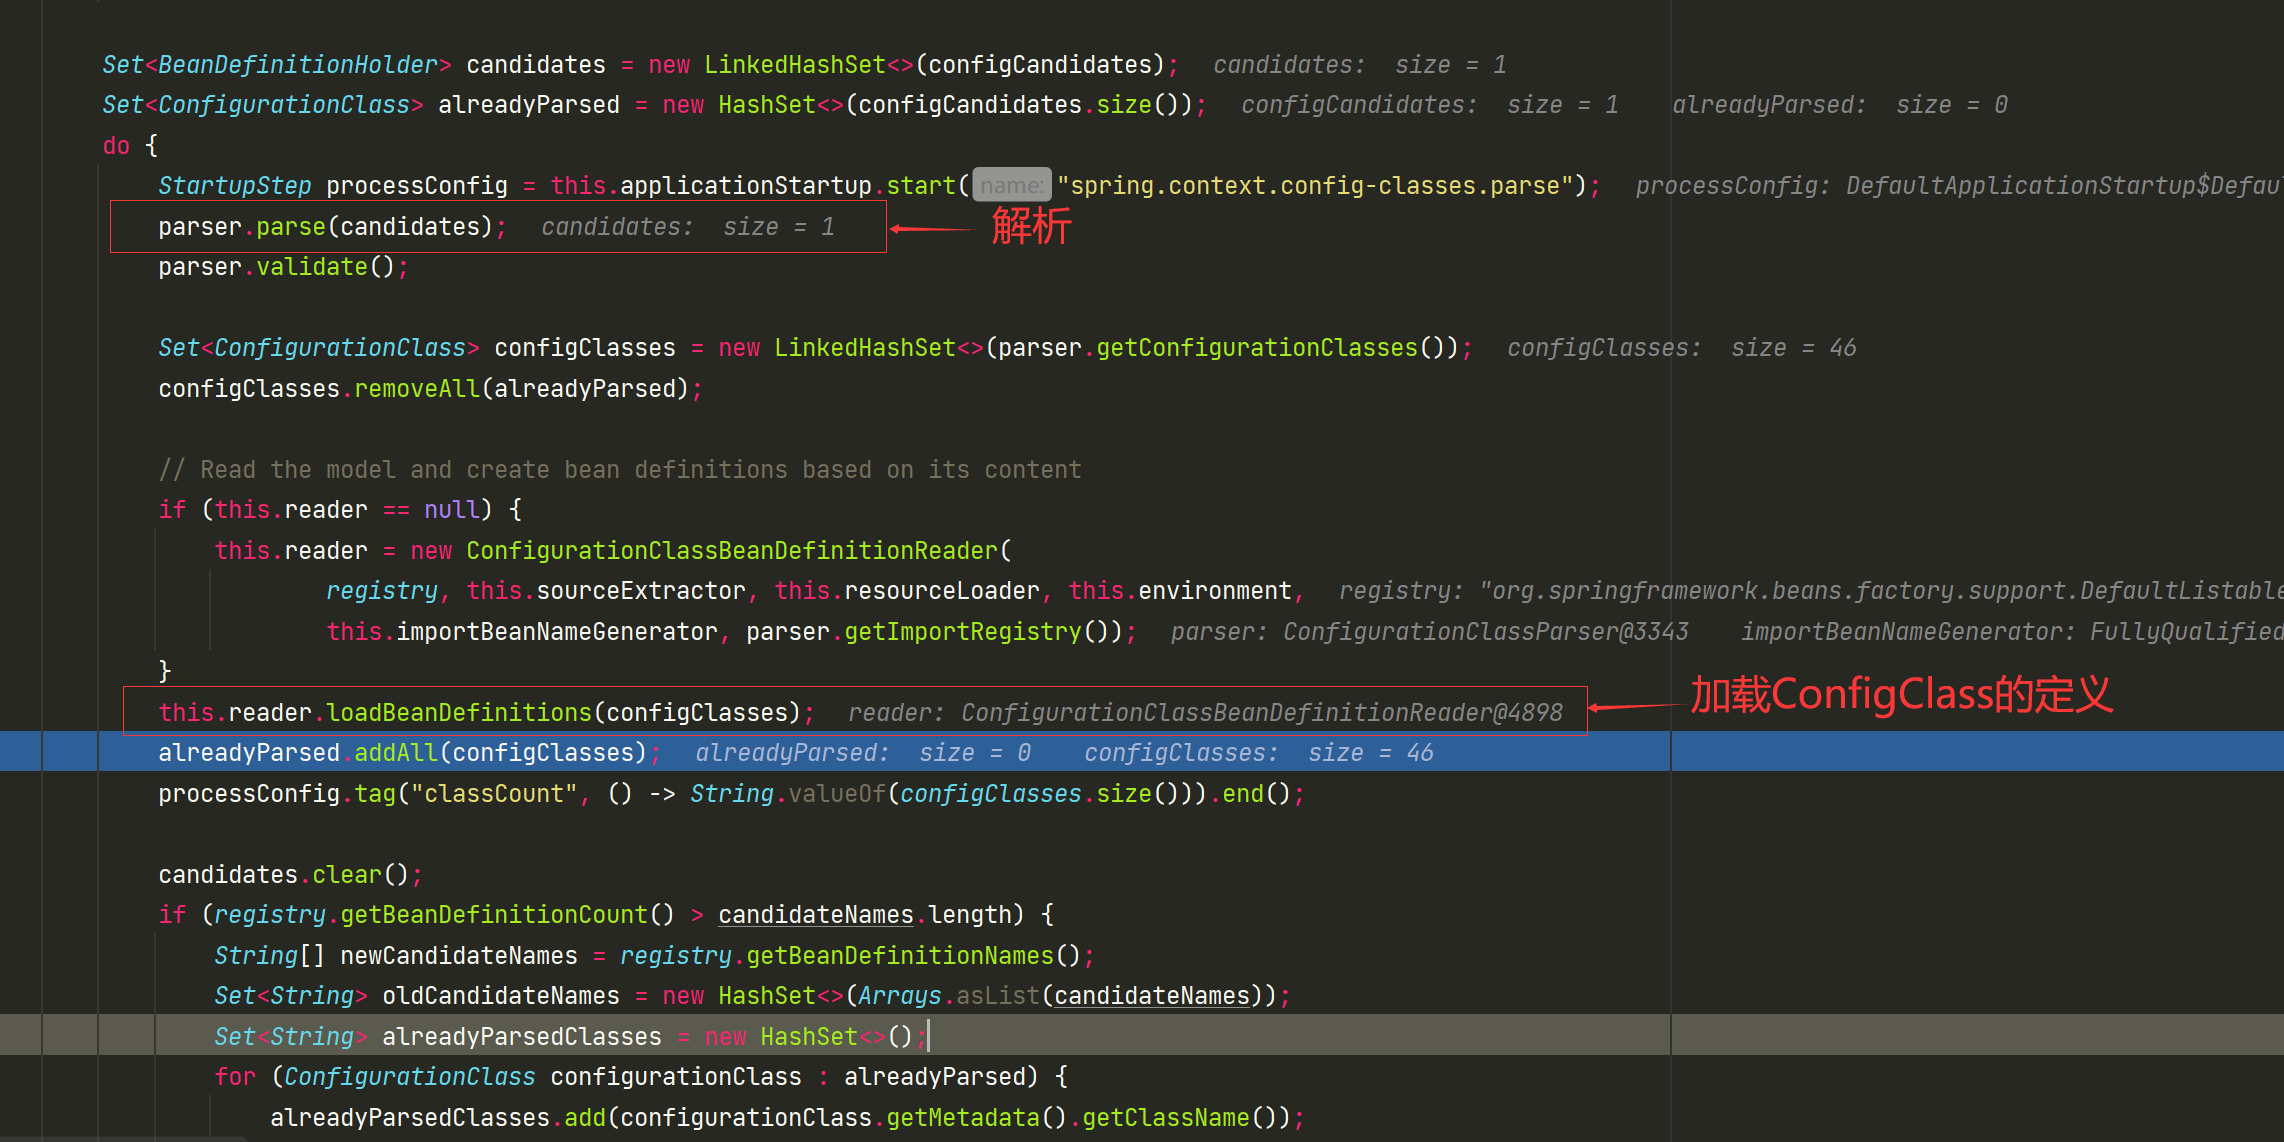 Set<BeanDefinitionHolder> candidates = new LinkedHashSet<>(configCandidates); candidates: size = 1
Set<ConfigurationClass> alreadyParsed = new HashSet<>(configCandidates.size()); configCandidates: size = 1 alreadyParsed: size = 0
do {
StartupStep processConfig = this.applicationStartup.start(name: "spring.context.config-classes.parse"); processConfig: DefaultApplicationStartup$Defaul
parser.parse(candidates); candidates: size = 1 解析
parser.validate();
Set<ConfigurationClass> configClasses = new LinkedHashSet<>(parser.getConfigurationClasses()); configClasses: size = 46
configClasses.removeAll(alreadyParsed);
// Read the model and create bean definitions based on its content
if (this.reader == null) {
this.reader = new ConfigurationClassBeanDefinitionReader(
registry, this.sourceExtractor, this.resourceLoader, this.environment, registry: "org.springframework.beans.factory.support.DefaultListable
this.importBeanNameGenerator, parser.getImportRegistry()); parser: ConfigurationClassParser@3343 importBeanNameGenerator: FullyQualified
}
this.reader.loadBeanDefinitions(configClasses); reader: ConfigurationClassBeanDefinitionReader@4898 加载ConfigClass的定义
alreadyParsed.addAll(configClasses); alreadyParsed: size = 0 configClasses: size = 46
processConfig.tag("classCount", () -> String.valueOf(configClasses.size())).end();
candidates.clear();
if (registry.getBeanDefinitionCount() > candidateNames.length) {
String[] newCandidateNames = registry.getBeanDefinitionNames();
Set<String> oldCandidateNames = new HashSet<>(Arrays.asList(candidateNames));
Set<String> alreadyParsedClasses = new HashSet<>();
for (ConfigurationClass configurationClass : alreadyParsed) {
alreadyParsedClasses.add(configurationClass.getMetadata().getClassName());